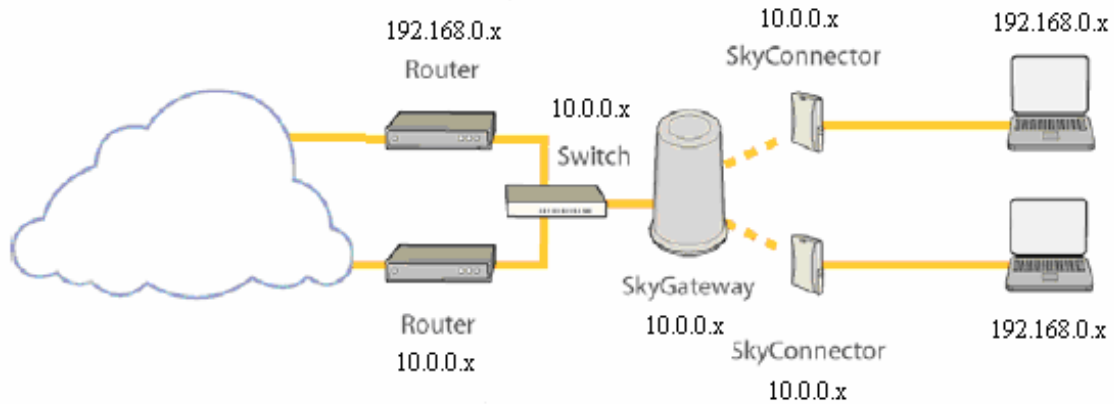 192.168.0.x
Router
10.0.0.x
Switch
10.0.0.x
SkyConnector
192.168.0.x
Router
10.0.0.x
SkyGateway
10.0.0.x
SkyConnector
10.0.0.x
192.168.0.x